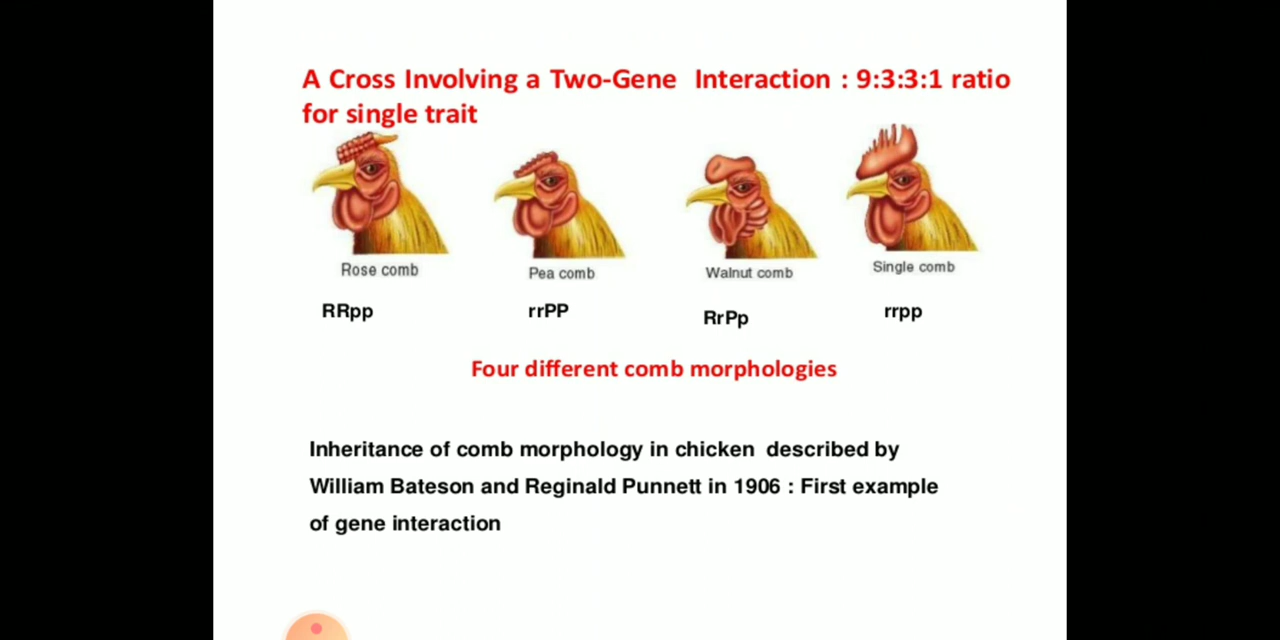 A Cross Involving a Two-Gene Interaction : 9:3:3:1 ratio
for single trait
Rose comb
Pea comb
Walnut comb
Single comb
RRpp
rrPP
RrPp
rrpp
Four different comb morphologies
Inheritance of comb morphology in chicken described by
William Bateson and Reginald Punnett in 1906 : First example
of gene interaction